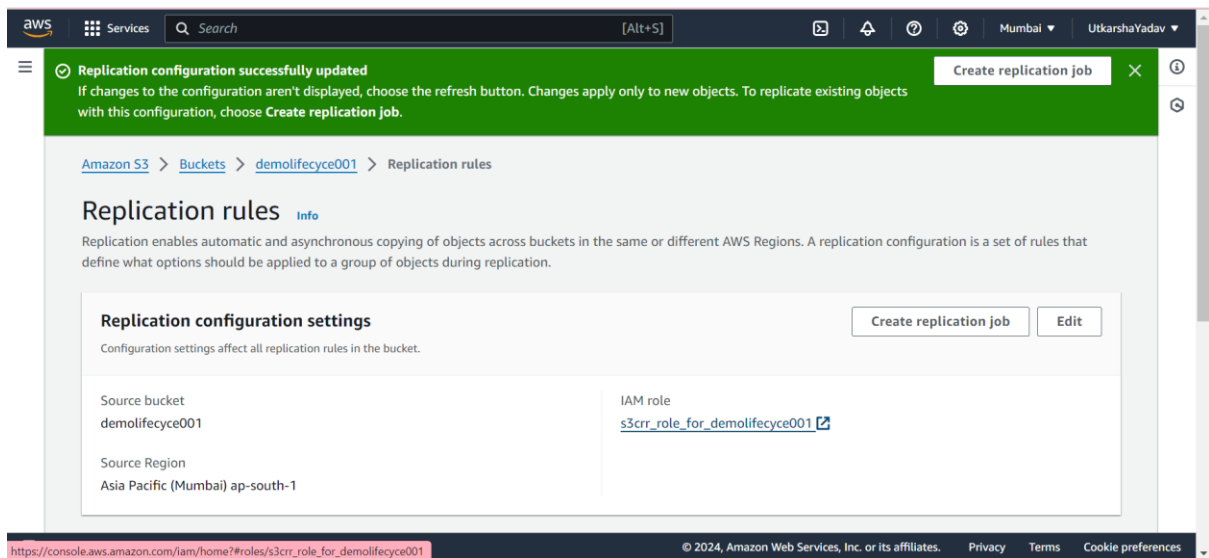 aws Services Search [Alt+S] Mumbai ▼ UtkarshaYadav ▼
Replication configuration successfully updated
Create replication job
If changes to the configuration aren't displayed, choose the refresh button. Changes apply only to new objects. To replicate existing objects
with this configuration, choose Create replication job.
Amazon S3 > Buckets > demolifecyce001 > Replication rules
Replication rules Info
Replication enables automatic and asynchronous copying of objects across buckets in the same or different AWS Regions. A replication configuration is a set of rules that
define what options should be applied to a group of objects during replication.
Replication configuration settings
Create replication job Edit
Configuration settings affect all replication rules in the bucket.
Source bucket
demolifecyce001
Source Region
Asia Pacific (Mumbai) ap-south-1
IAM role
s3crr_role_for_demolifecyce001
https://console.aws.amazon.com/iam/home?#roles/s3crr_role_for_demolifecyce001
© 2024, Amazon Web Services, Inc. or its affiliates. Privacy Terms Cookie preferences